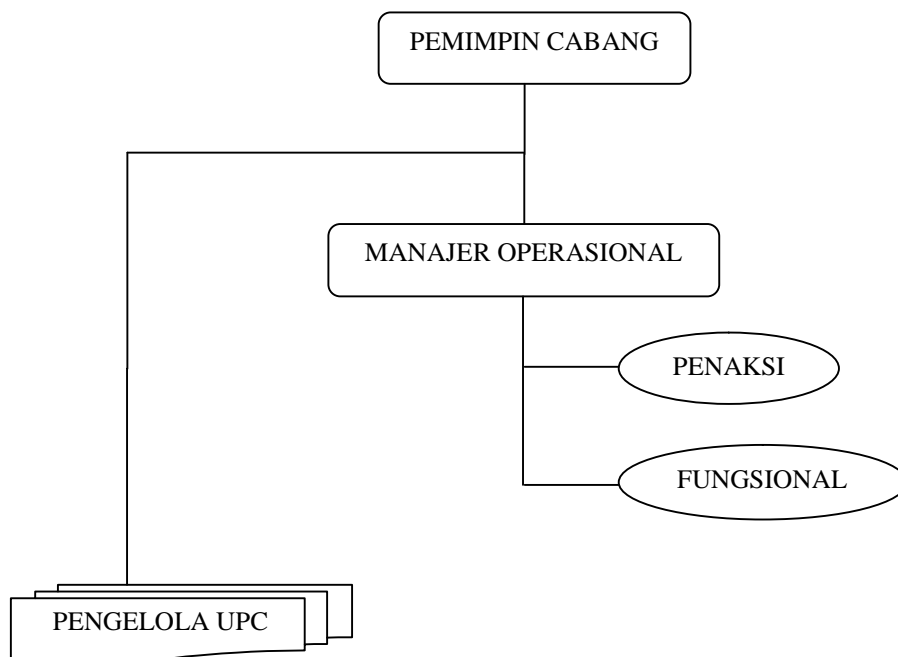 PEMIMPIN CABANG
MANAJER OPERASIONAL
PENAKSI
FUNGSIONAL
PENGELOLA UPC